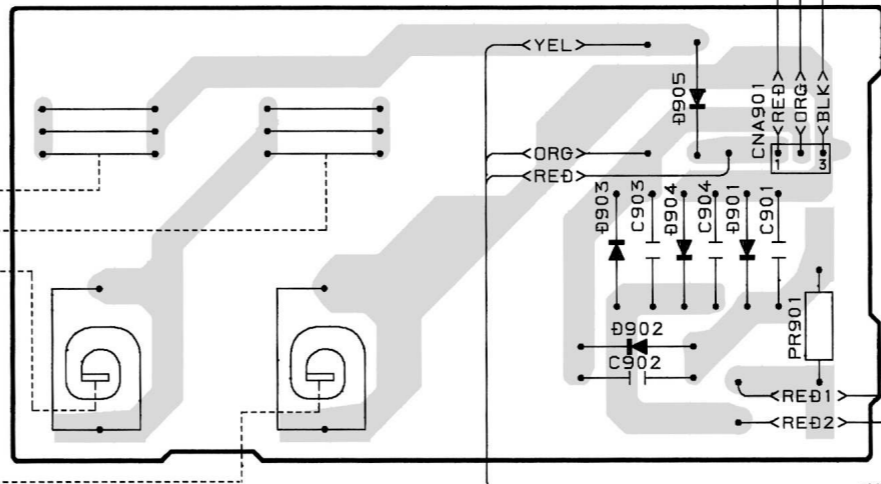 <YEL>
D905
CNA901
<RED>
<ORG>
<BLK>
1
3
<ORG>
<RED>
D903
C903
D904
C904
D901
C901
D902
C902
PR901
<RED1>
<RED2>